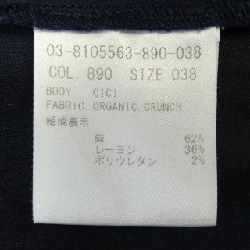 03-8105563-890-038
COL. 890 SIZE 038
BODY CICI
FABRIC ORGANIC CRUNCH
組成表示
綿 62%
レーヨン 36%
ポリウレタン 2%